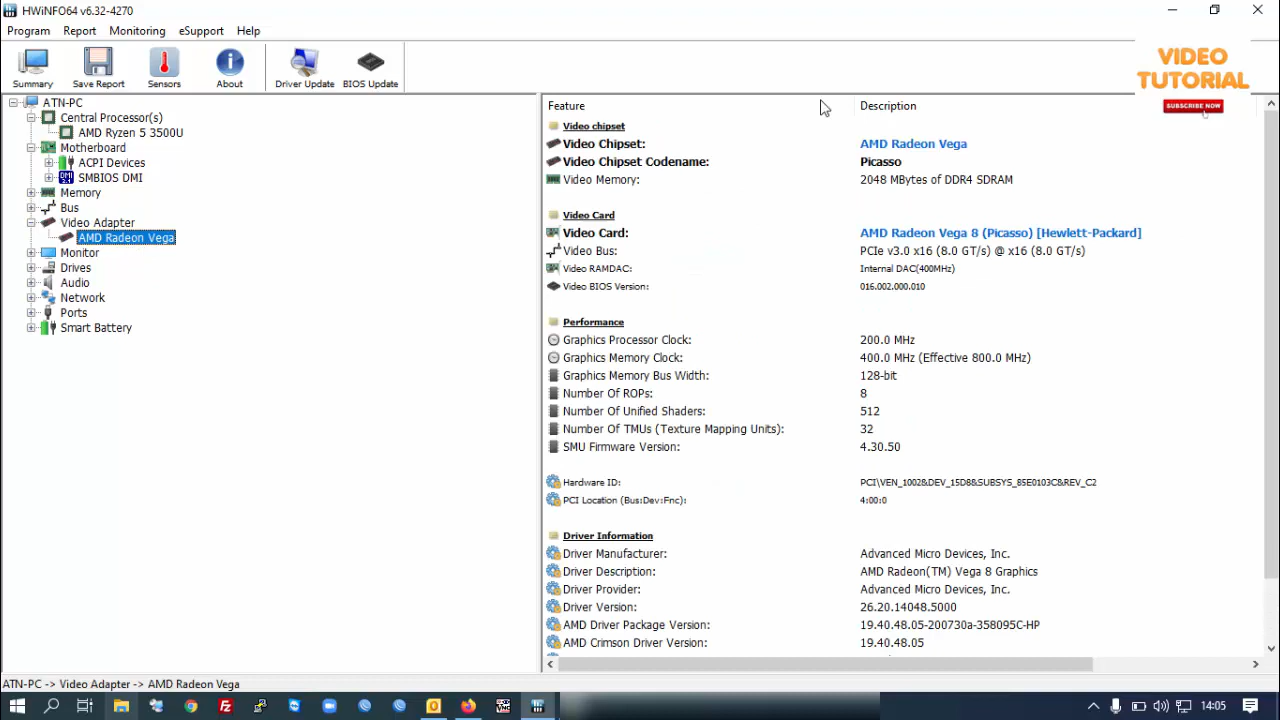 HWiNFO64 v6.32-4270
Program Report Monitoring eSupport Help
Summary Save Report Sensors About Driver Update BIOS Update
VIDEO
TUTORIAL
SUBSCRIBE NOW
ATN-PC
Central Processor(s)
AMD Ryzen 5 3500U
Motherboard
ACPI Devices
SMBIOS DMI
Memory
Bus
Video Adapter
AMD Radeon Vega
Monitor
Drives
Audio
Network
Ports
Smart Battery
Feature Description
Video chipset
Video Chipset: AMD Radeon Vega
Video Chipset Codename: Picasso
Video Memory: 2048 MBytes of DDR4 SDRAM
Video Card
Video Card: AMD Radeon Vega 8 (Picasso) [Hewlett-Packard]
Video Bus: PCIe v3.0 x16 (8.0 GT/s) @ x16 (8.0 GT/s)
Video RAMDAC: Internal DAC(400MHz)
Video BIOS Version: 016.002.000.010
Performance
Graphics Processor Clock: 200.0 MHz
Graphics Memory Clock: 400.0 MHz (Effective 800.0 MHz)
Graphics Memory Bus Width: 128-bit
Number Of ROPs: 8
Number Of Unified Shaders: 512
Number Of TMUs (Texture Mapping Units): 32
SMU Firmware Version: 4.30.50
Hardware ID: PCI\VEN_1002&DEV_15D8&SUBSYS_85E0103C&REV_C2
PCI Location (Bus:Dev:Fnc): 4:00:0
Driver Information
Driver Manufacturer: Advanced Micro Devices, Inc.
Driver Description: AMD Radeon(TM) Vega 8 Graphics
Driver Provider: Advanced Micro Devices, Inc.
Driver Version: 26.20.14048.5000
AMD Driver Package Version: 19.40.48.05-200730a-358095C-HP
AMD Crimson Driver Version: 19.40.48.05
ATN-PC -> Video Adapter -> AMD Radeon Vega
14:05